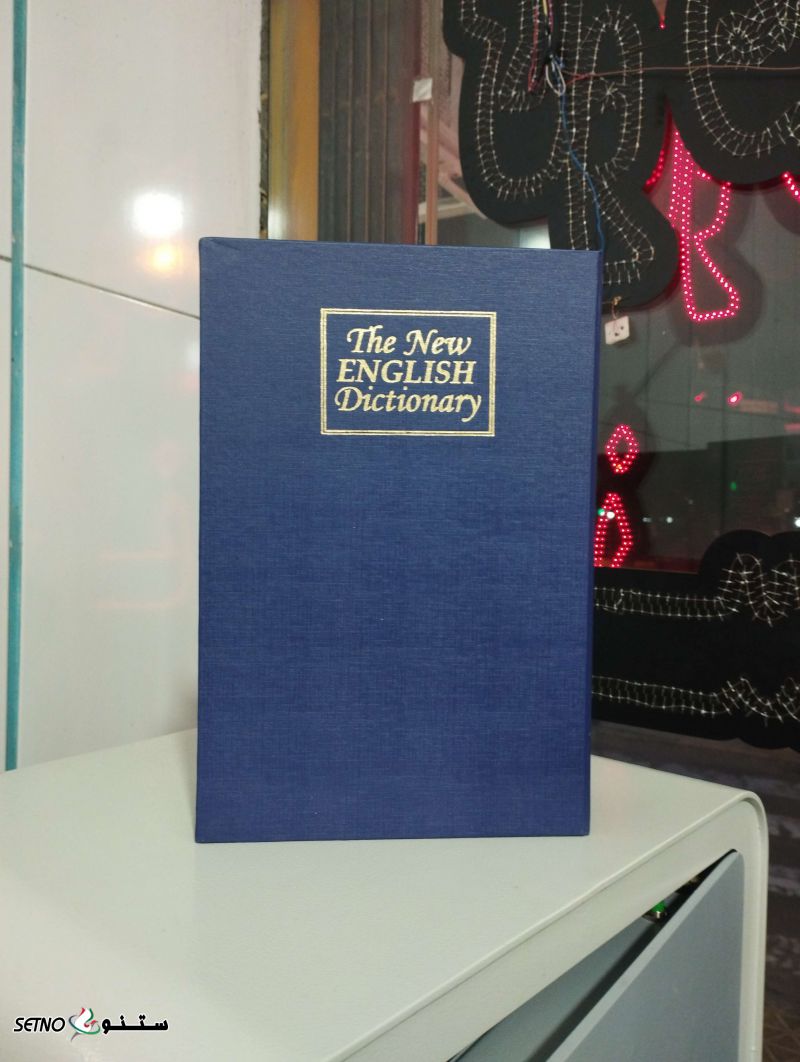 The New
ENGLISH
Dictionary
SETNO ستنو